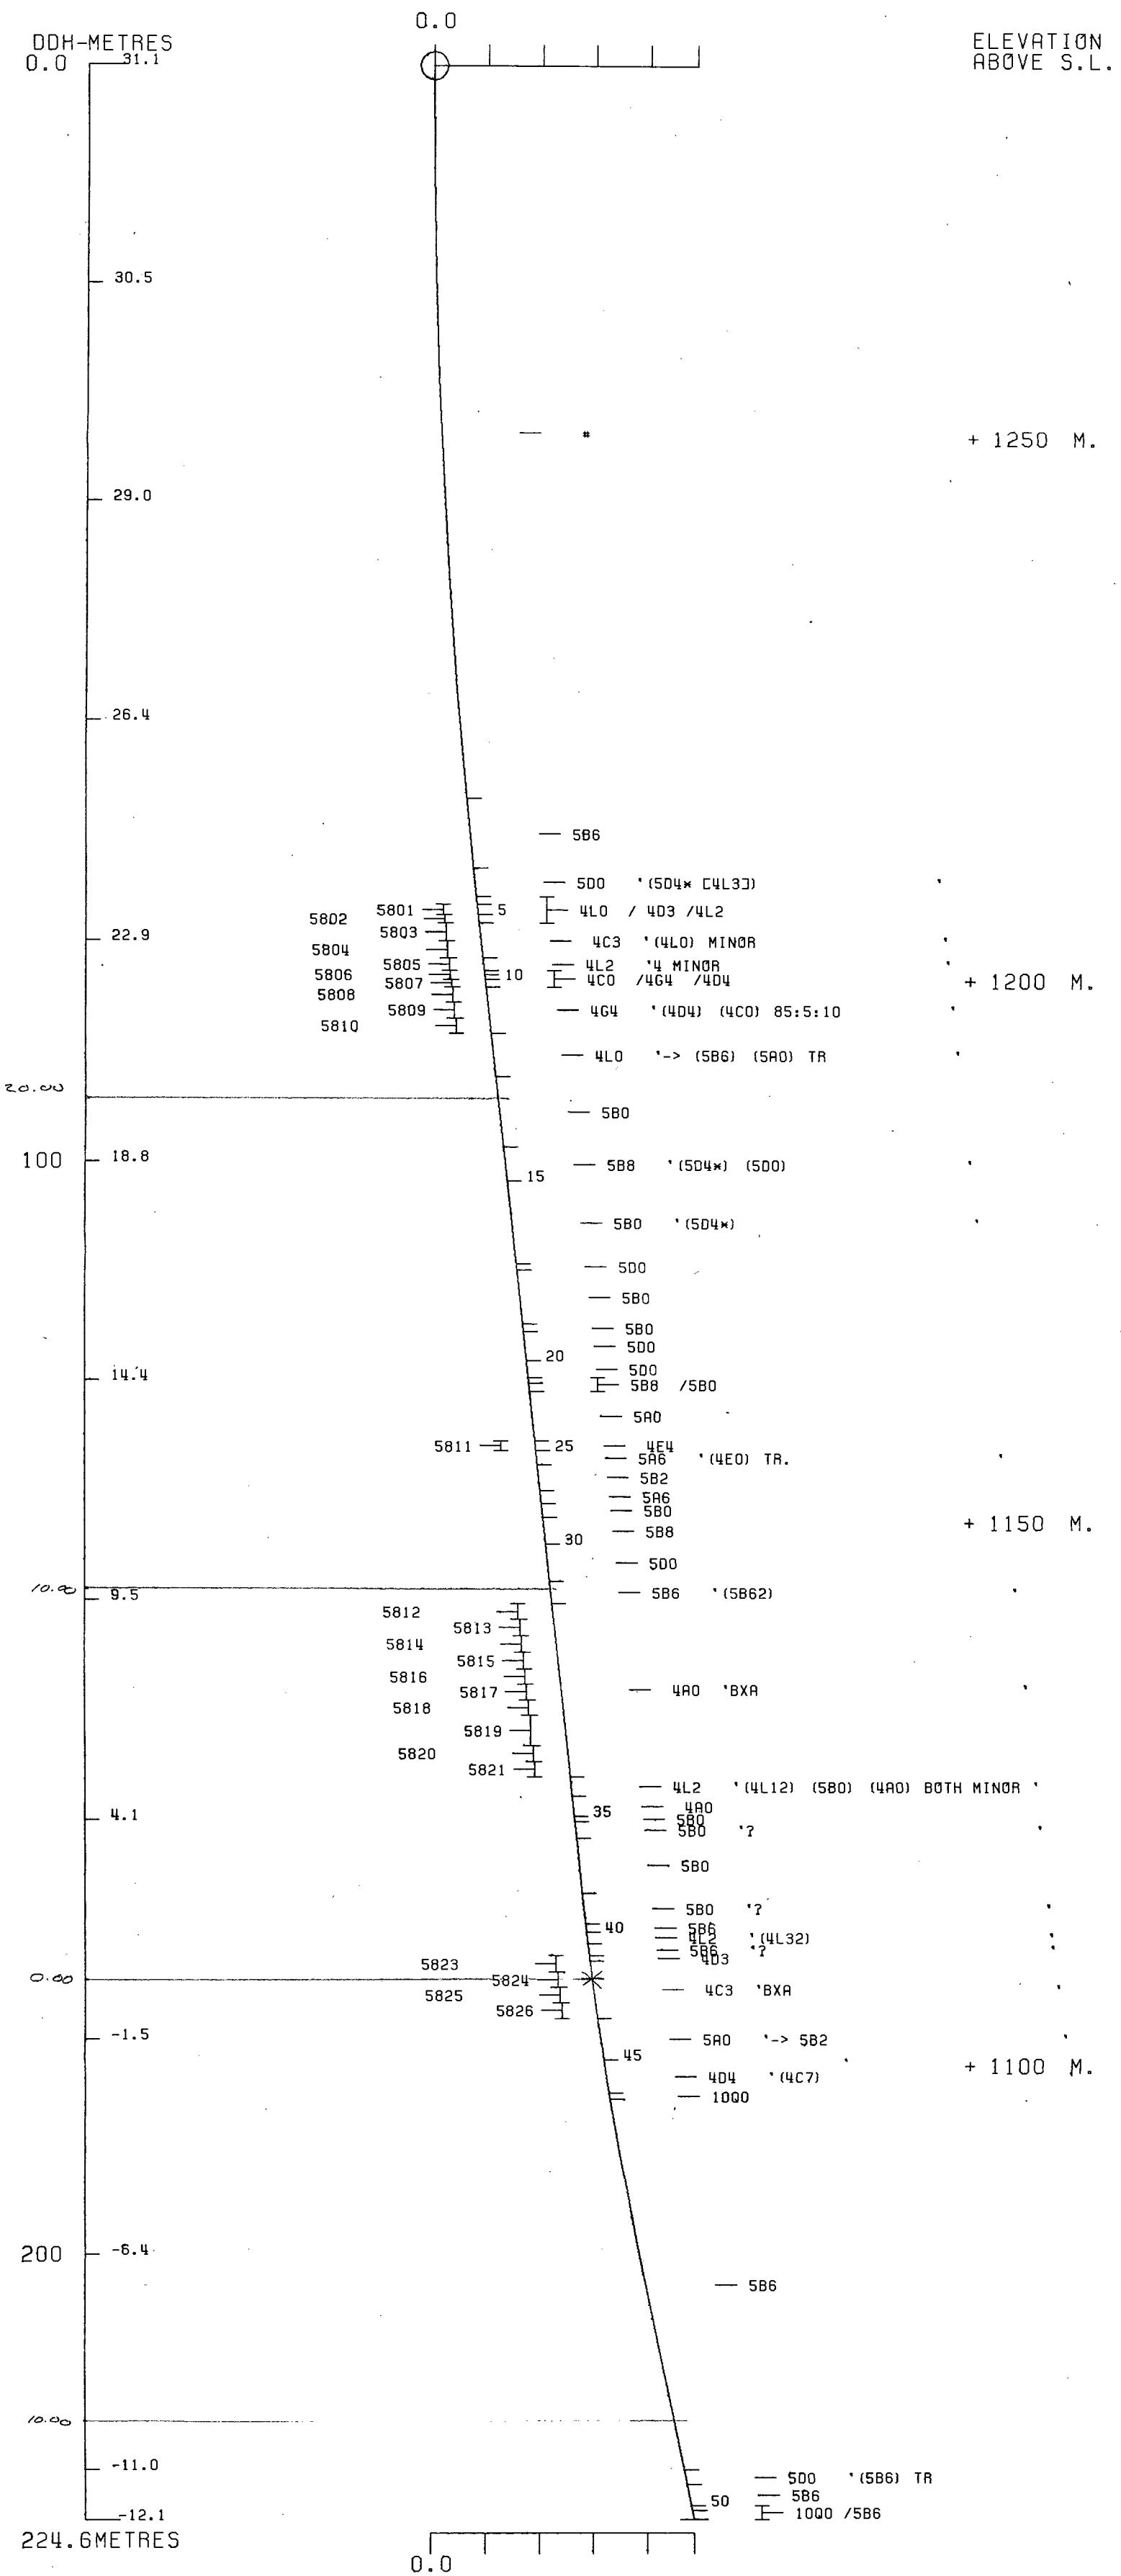 0.0
DDH-METRES
ELEVATION
ABOVE S.L.
0.0 31.1
30.5
# + 1250 M.
29.0
26.4
5B6
5D0 '(5D4* [4L3])
5801 5 4L0 / 4D3 /4L2
5802
5803
22.9 4C3 '(4L0) MINOR
5804
5805 4L2 '4 MINOR
5806 10 4C0 /4G4 /4D4 + 1200 M.
5807
5808
5809 4G4 '(4D4) (4C0) 85:5:10
5810
4L0 '-> (5B6) (5A0) TR
20.00
5B0
100 18.8 5B8 '(5D4*) (5D0)
15
5B0 '(5D4*)
5D0
5B0
5B0
5D0
20
14.4 5D0
5B8 /5B0
5A0
5811 25 4E4
5A6 '(4E0) TR.
5B2
5A6
5B0
+ 1150 M.
5B8
30
5D0
10.00
9.5 5B6 '(5B62)
5812
5813
5814
5815
5816
5817 4A0 'BXA
5818
5819
5820
5821
4L2 '(4L12) (5B0) (4A0) BOTH MINOR '
4A0
4.1 35 5B0
5B0 '?
5B0
5B0 '?
40 5B6
4L2 '(4L32)
5B6 '?
4D3
5823
0.00 5824
4C3 'BXA
5825
5826
-1.5 5A0 '-> 5B2
45 + 1100 M.
4D4 '(4C7)
10Q0
200 -6.4
5B6
10.00
-11.0
5D0 '(5B6) TR
5B6
50
-12.1 10Q0 /5B6
224.6METRES
0.0